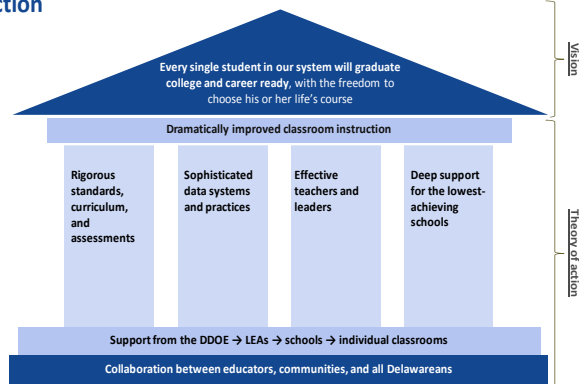 ction
Every single student in our system will graduate
college and career ready, with the freedom to
choose his or her life's course
Vision
Dramatically improved classroom instruction
Rigorous
standards,
curriculum,
and
assessments
Sophisticated
data systems
and practices
Effective
teachers and
leaders
Deep support
for the lowest-
achieving
schools
Theory of action
Support from the DDOE → LEAs → schools → individual classrooms
Collaboration between educators, communities, and all Delawareans